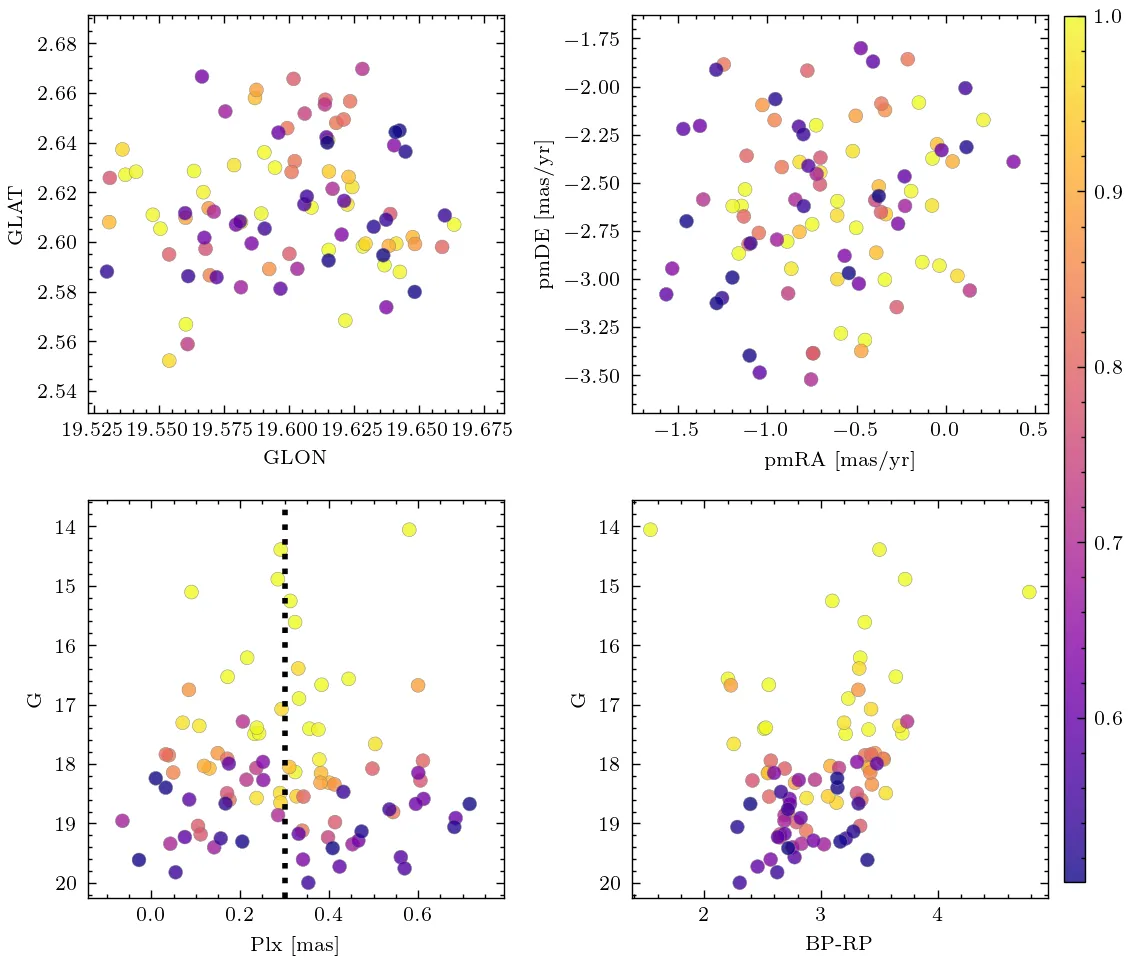 2.68
2.66
2.64
2.62
2.60
2.58
2.56
2.54
GLAT
19.525 19.550 19.575 19.600 19.625 19.650 19.675
GLON
−1.75
−2.00
−2.25
−2.50
−2.75
−3.00
−3.25
−3.50
pmDE [mas/yr]
−1.5 −1.0 −0.5 0.0 0.5
pmRA [mas/yr]
14
15
16
17
18
19
20
G
0.0 0.2 0.4 0.6
Plx [mas]
14
15
16
17
18
19
20
G
2 3 4
BP-RP
1.0
0.9
0.8
0.7
0.6